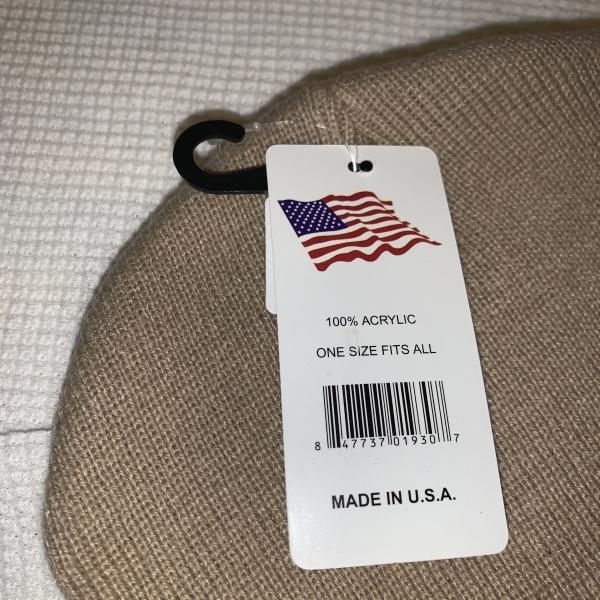 100% ACRYLIC
ONE SIZE FITS ALL
8 47737 01930 7
MADE IN U.S.A.